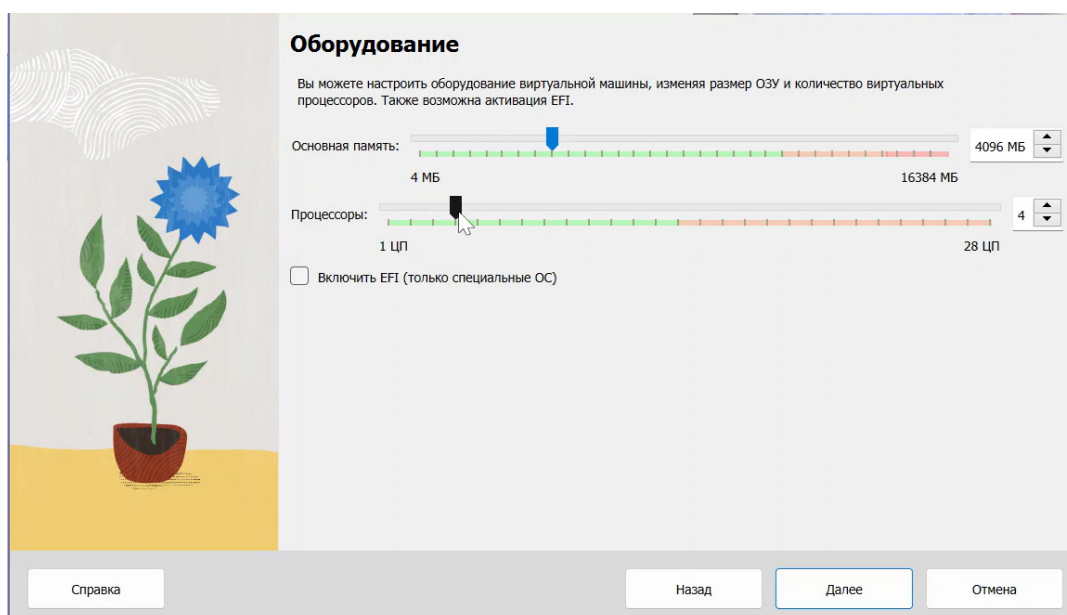 Оборудование
Вы можете настроить оборудование виртуальной машины, изменяя размер ОЗУ и количество виртуальных
процессоров. Также возможна активация EFI.
Основная память:
4096 МБ
4 МБ
16384 МБ
Процессоры:
4
1 ЦП
28 ЦП
Включить EFI (только специальные ОС)
Справка
Назад
Далее
Отмена